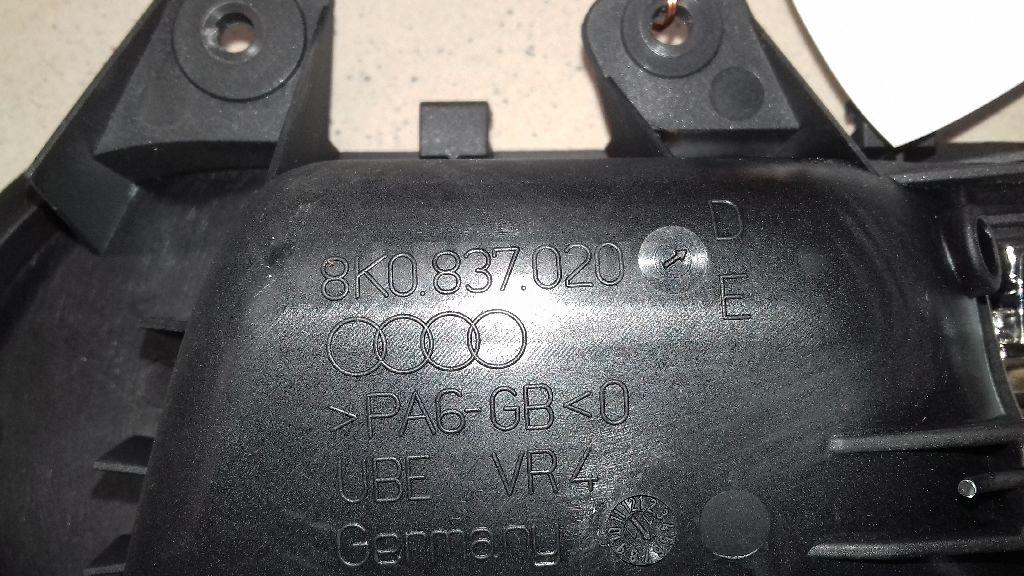 8K0.837.020
D
E
>PA6-GB<0
UBE VR4
Germany